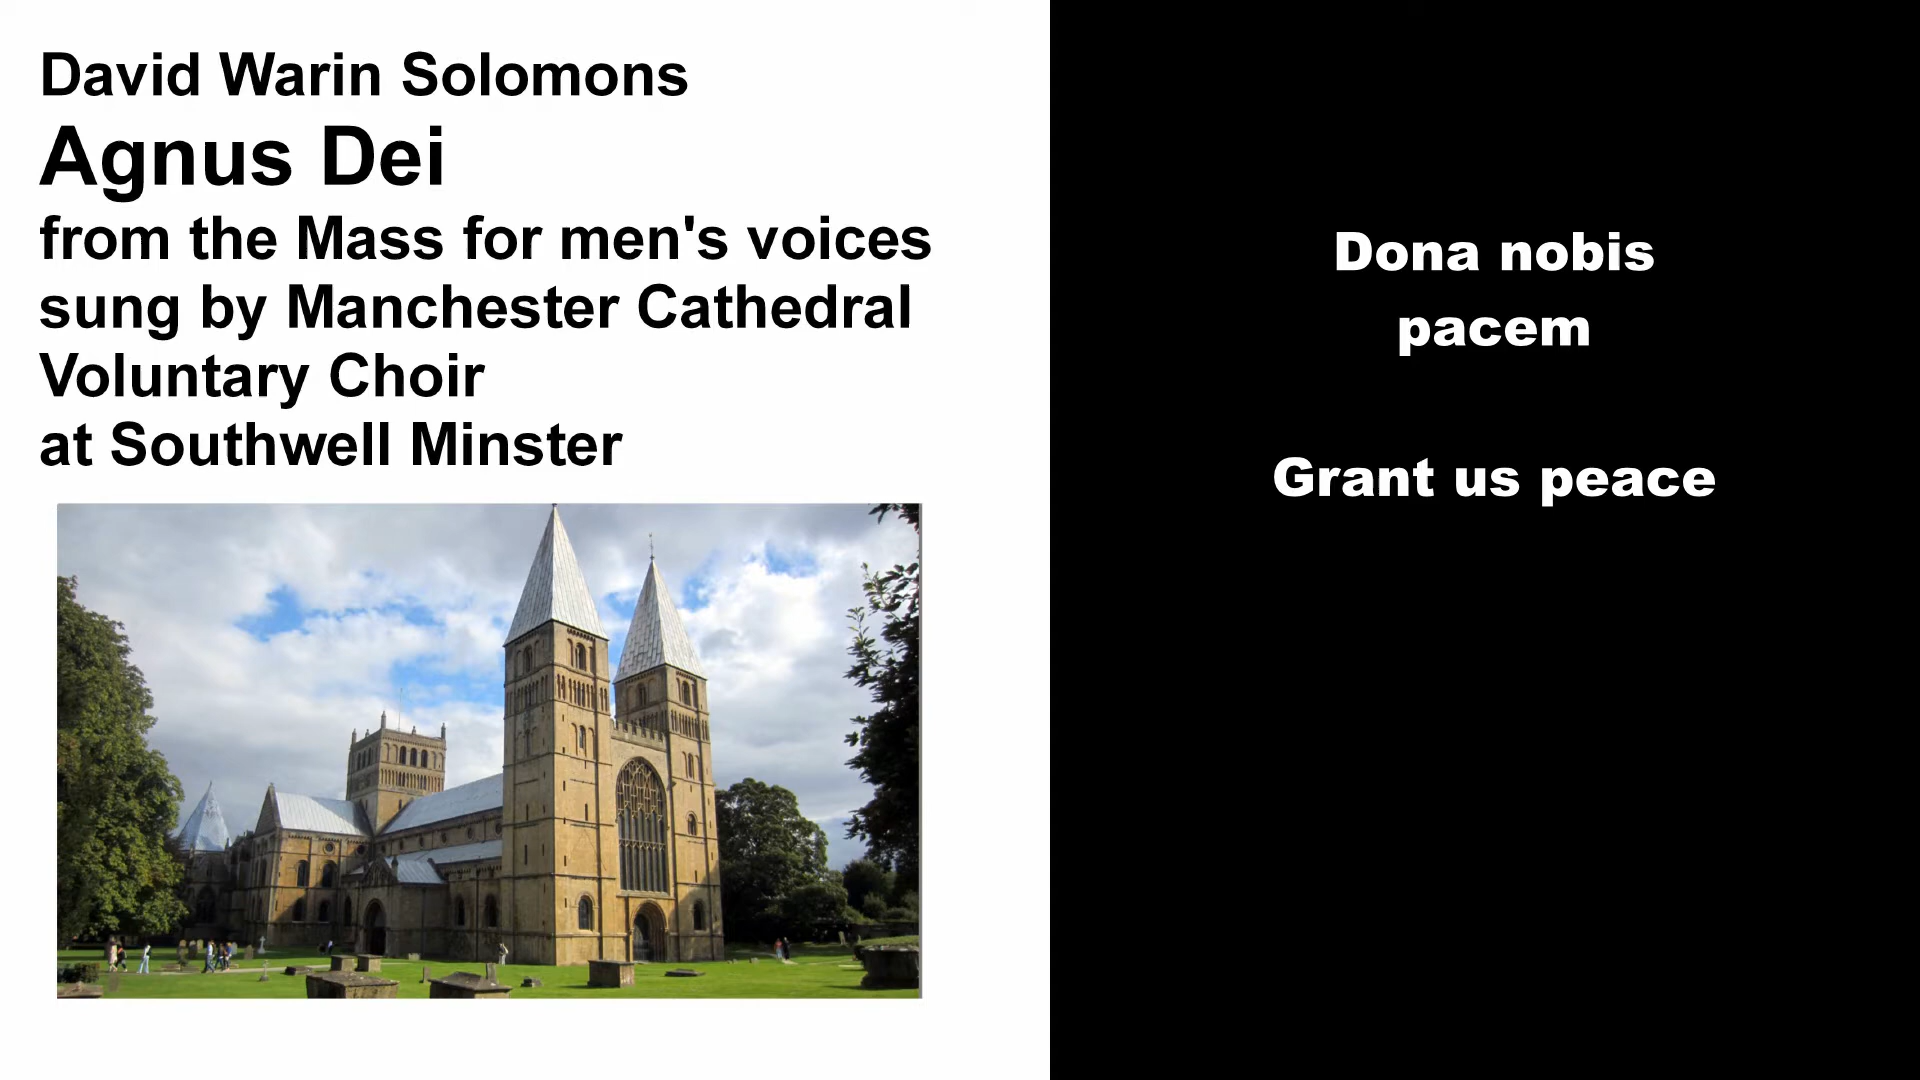 David Warin Solomons
Agnus Dei
from the Mass for men's voices
sung by Manchester Cathedral
Voluntary Choir
at Southwell Minster
Dona nobis
pacem
Grant us peace